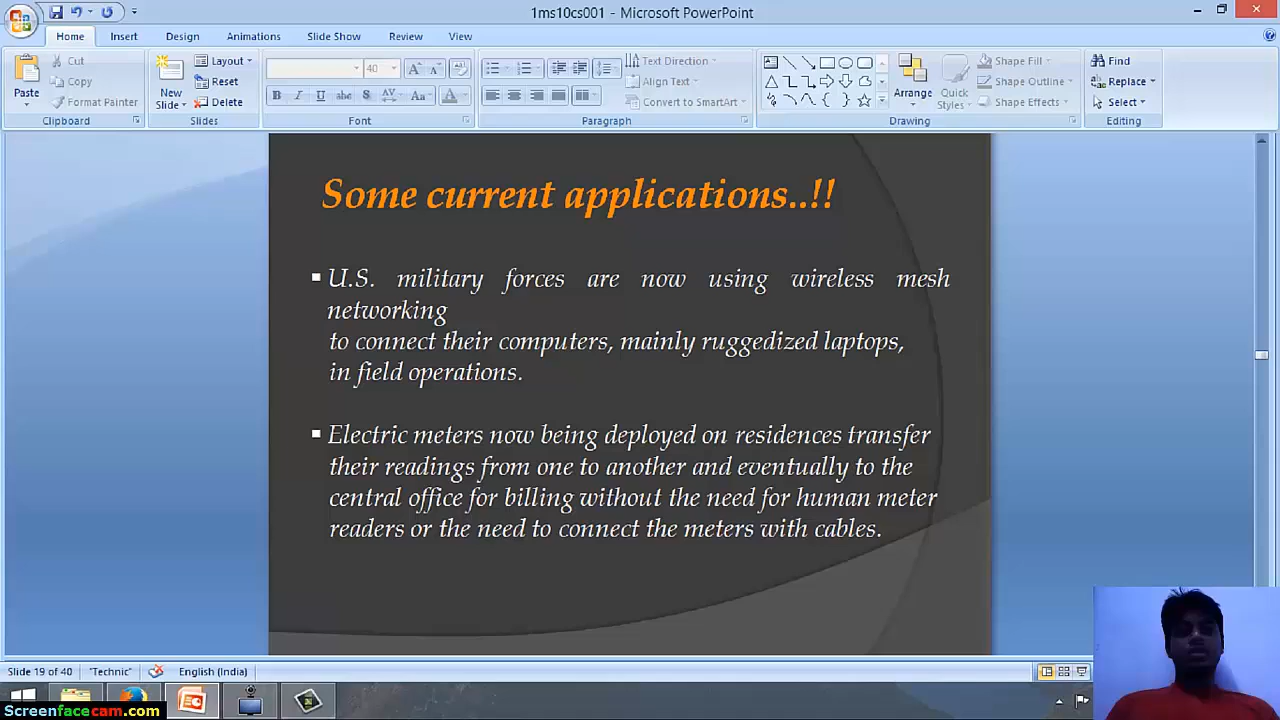 1ms10cs001 - Microsoft PowerPoint
Home Insert Design Animations Slide Show Review View
Paste
Cut
Copy
Format Painter
Clipboard
New Slide
Layout
Reset
Delete
Slides
40
B I U abc S AV Aa A
Font
Text Direction
Align Text
Convert to SmartArt
Paragraph
Arrange
Quick Styles
Shape Fill
Shape Outline
Shape Effects
Drawing
Find
Replace
Select
Editing
Some current applications..!!
U.S. military forces are now using wireless mesh
networking
to connect their computers, mainly ruggedized laptops,
in field operations.
Electric meters now being deployed on residences transfer
their readings from one to another and eventually to the
central office for billing without the need for human meter
readers or the need to connect the meters with cables.
Slide 19 of 40 "Technic" English (India)
Screenfacecam.com